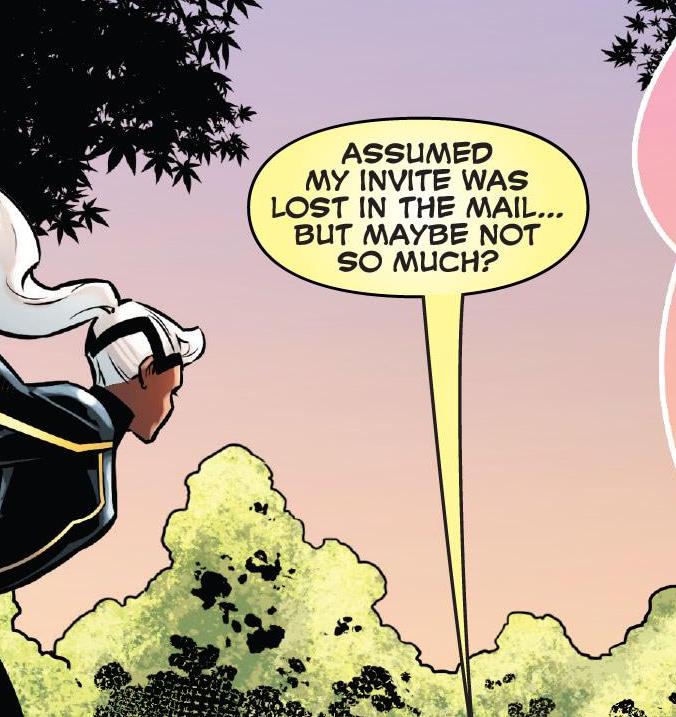 ASSUMED
MY INVITE WAS
LOST IN THE MAIL...
BUT MAYBE NOT
SO MUCH?